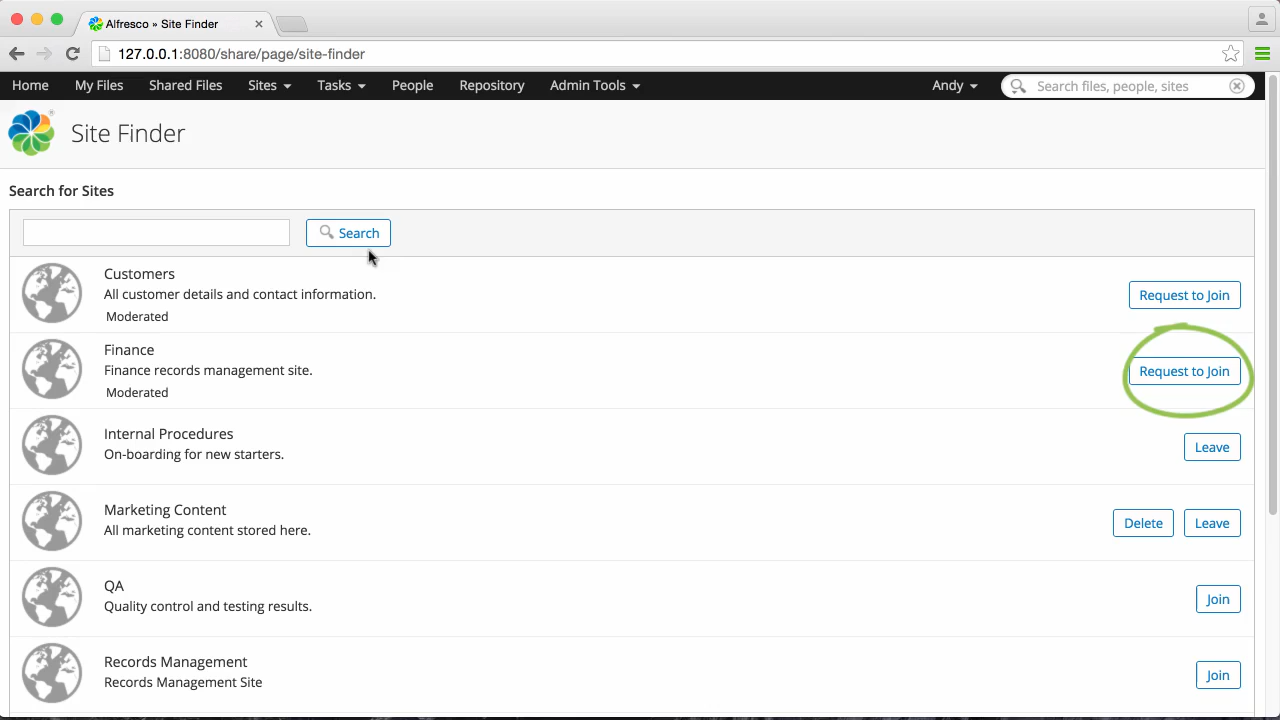 Alfresco » Site Finder
127.0.0.1:8080/share/page/site-finder
Home My Files Shared Files Sites Tasks People Repository Admin Tools Andy Search files, people, sites
Site Finder
Search for Sites
Search
Customers
All customer details and contact information.
Moderated
Request to Join
Finance
Finance records management site.
Moderated
Request to Join
Internal Procedures
On-boarding for new starters.
Leave
Marketing Content
All marketing content stored here.
Delete Leave
QA
Quality control and testing results.
Join
Records Management
Records Management Site
Join